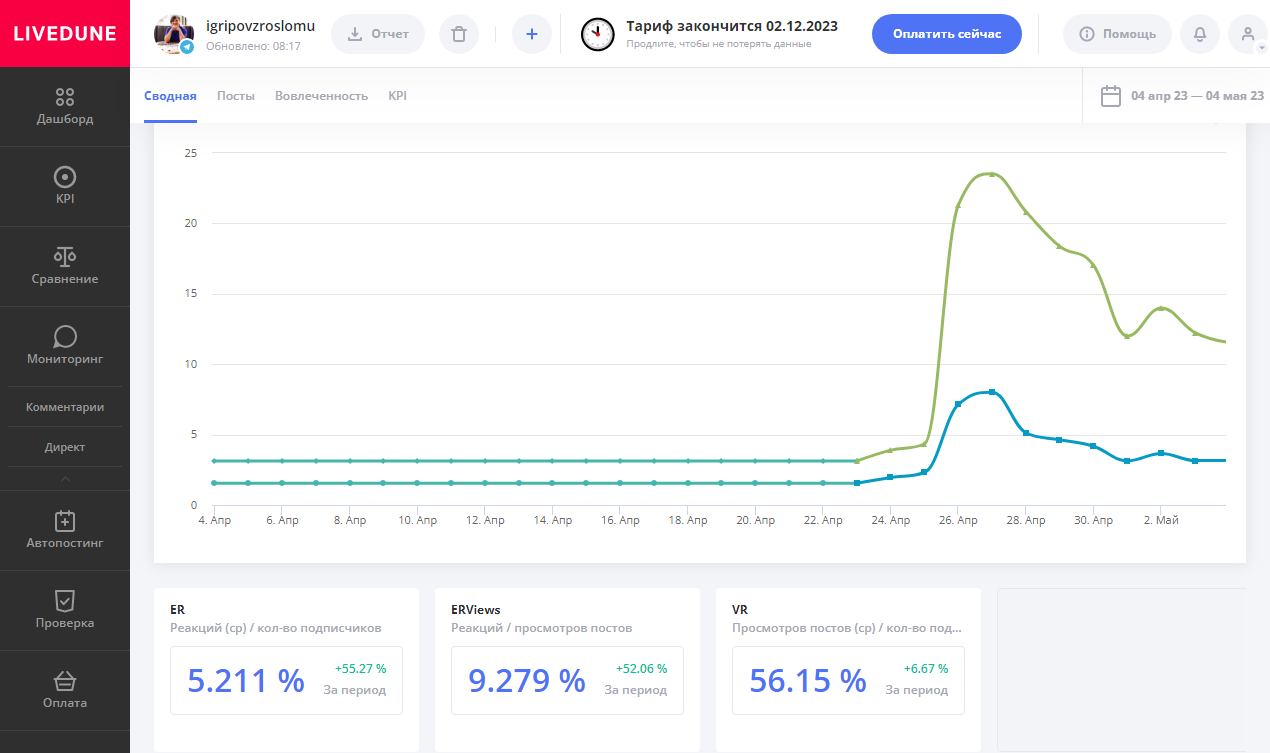 LIVEDUNE
igripovzroslomu
Обновлено: 08:17
Отчет
+
Тариф закончится 02.12.2023
Продлите, чтобы не потерять данные
Оплатить сейчас
Помощь
Сводная
Посты
Вовлеченность
KPI
04 апр 23 — 04 мая 23
Дашборд
KPI
Сравнение
Мониторинг
Комментарии
Директ
Автопостинг
Проверка
Оплата
25
20
15
10
5
0
4. Апр
6. Апр
8. Апр
10. Апр
12. Апр
14. Апр
16. Апр
18. Апр
20. Апр
22. Апр
24. Апр
26. Апр
28. Апр
30. Апр
2. Май
ER
Реакций (ср) / кол-во подписчиков
5.211 %
+55.27 %
За период
ERViews
Реакций / просмотров постов
9.279 %
+52.06 %
За период
VR
Просмотров постов (ср) / кол-во под...
56.15 %
+6.67 %
За период